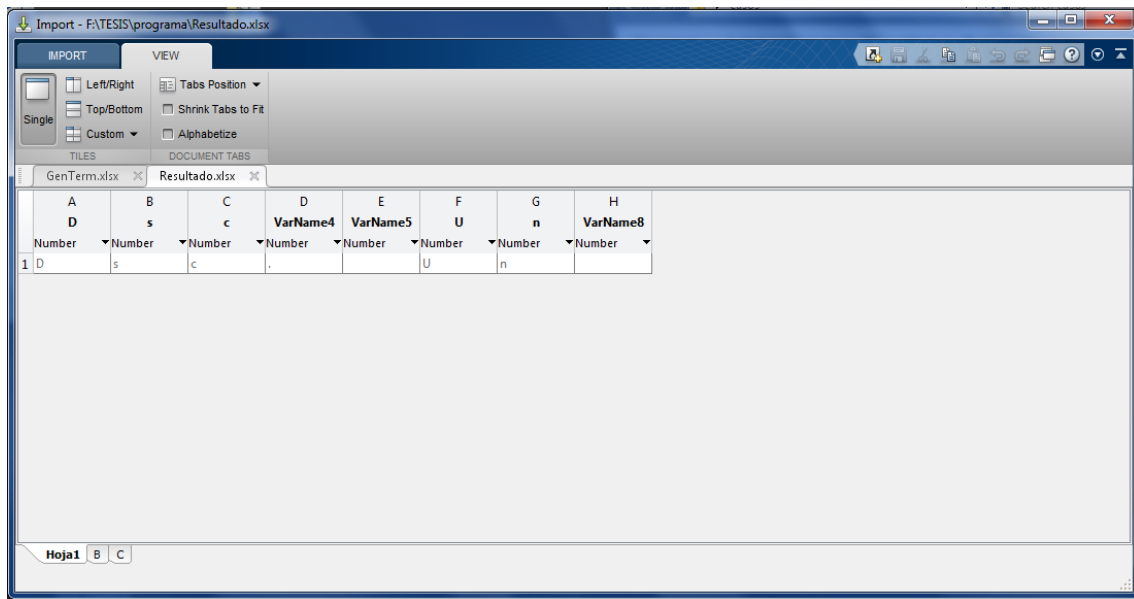 Import - F:\TESIS\programa\Resultado.xlsx
IMPORT VIEW
Single
Left/Right
Top/Bottom
Custom
TILES
Tabs Position
Shrink Tabs to Fit
Alphabetize
DOCUMENT TABS
GenTerm.xlsx Resultado.xlsx
A B C D E F G H
D s c VarName4 VarName5 U n VarName8
Number Number Number Number Number Number Number Number
1 D s c . U n
Hoja1 B C